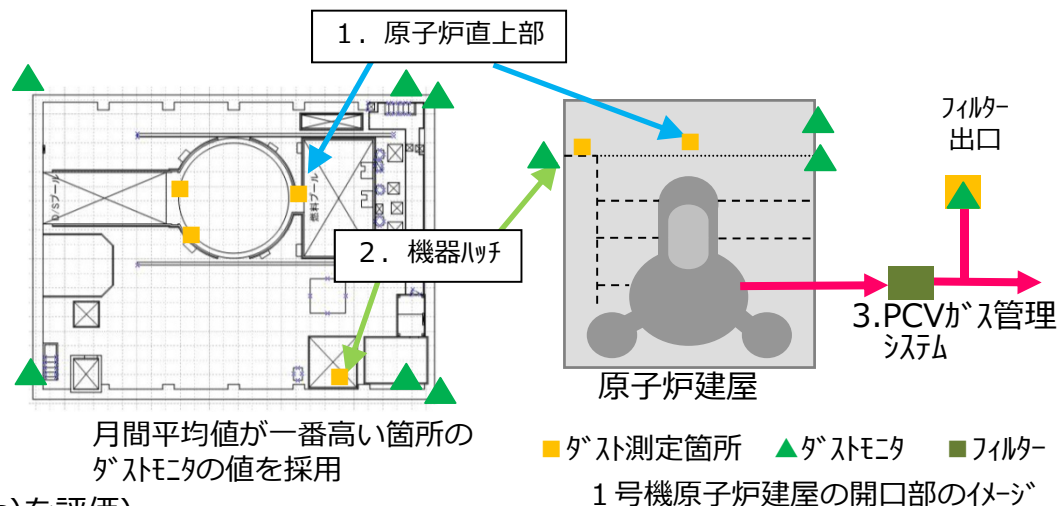 1. 原子炉直上部
D/Sプール
燃料プール
2. 機器ﾊｯﾁ
月間平均値が一番高い箇所の
ﾀﾞｽﾄﾓﾆﾀの値を採用
ﾌｨﾙﾀｰ
出口
3.PCVｶﾞｽ管理
ｼｽﾃﾑ
原子炉建屋
■ﾀﾞｽﾄ測定箇所 ▲ﾀﾞｽﾄﾓﾆﾀ ■ﾌｨﾙﾀｰ
１号機原子炉建屋の開口部のｲﾒｰｼﾞ
)を評価)